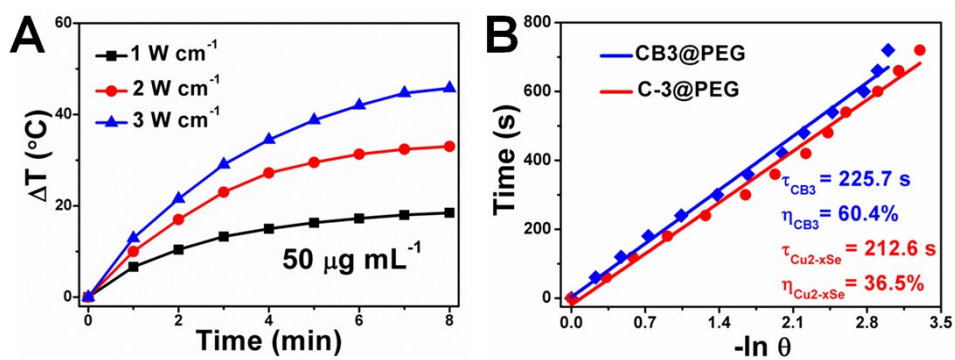 A
60
40
20
0
ΔT (°C)
1 W cm⁻¹
2 W cm⁻¹
3 W cm⁻¹
50 μg mL⁻¹
0 2 4 6 8
Time (min)
B
800
600
400
200
0
Time (s)
CB3@PEG
C-3@PEG
τCB3 = 225.7 s
ηCB3 = 60.4%
τCu2-xSe = 212.6 s
ηCu2-xSe = 36.5%
0.0 0.7 1.4 2.1 2.8 3.5
-ln θ